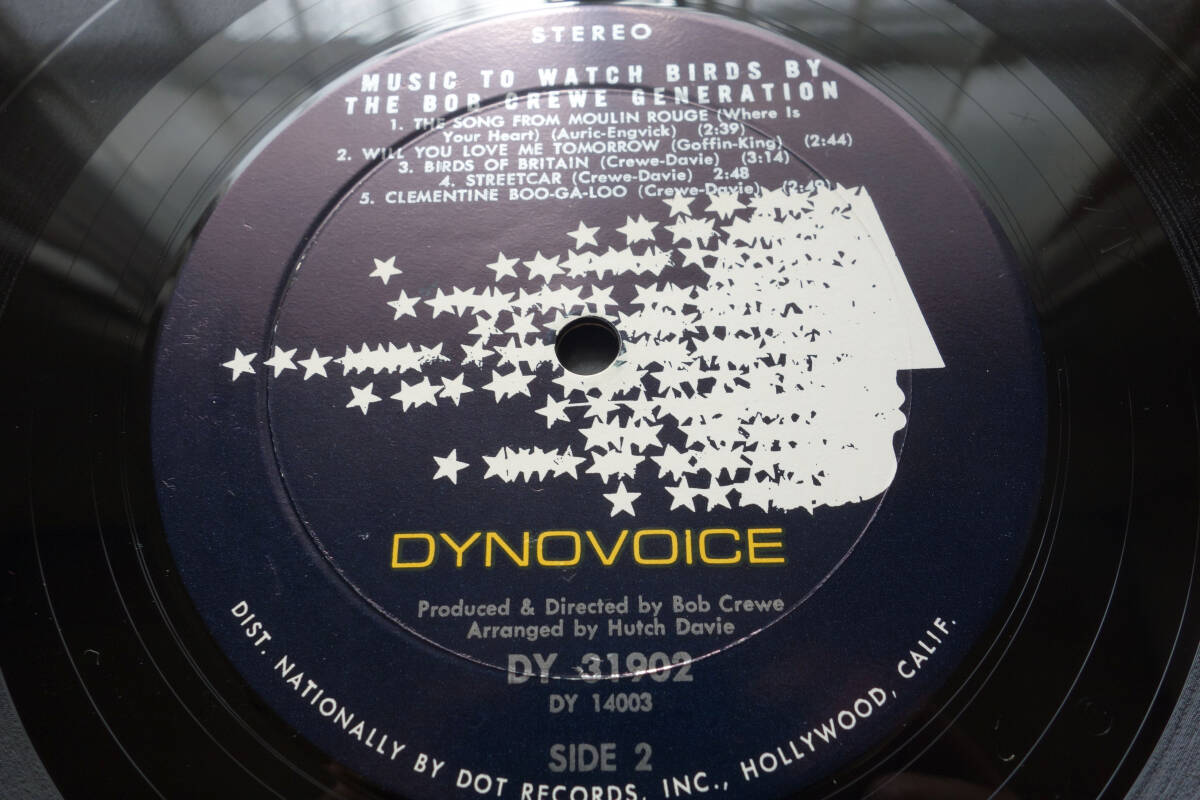 STEREO
MUSIC TO WATCH BIRDS BY
THE BOB CREWE GENERATION
1. THE SONG FROM MOULIN ROUGE (Where Is
Your Heart) (Auric-Engvick) (2:39)
2. WILL YOU LOVE ME TOMORROW (Goffin-King) (2:44)
3. BIRDS OF BRITAIN (Crewe-Davie) (3:14)
4. STREETCAR (Crewe-Davie) 2:48
5. CLEMENTINE BOO-GA-LOO (Crewe-Davie)
DYNOVOICE
Produced & Directed by Bob Crewe
Arranged by Hutch Davie
DY 31902
DY 14003
SIDE 2
DIST. NATIONALLY BY DOT RECORDS, INC., HOLLYWOOD, CALIF.